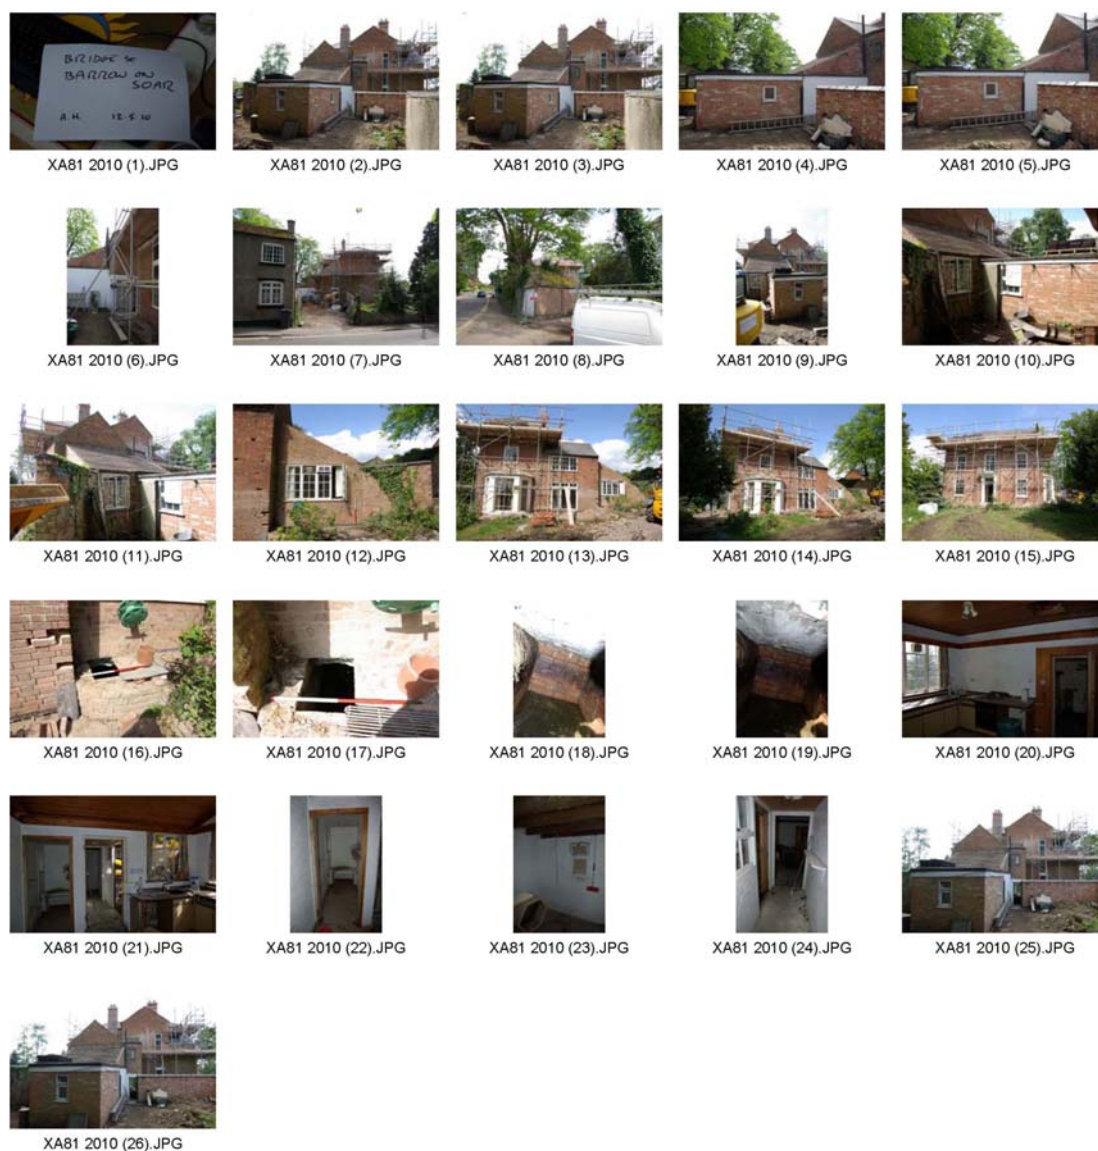 BRIDGE St
BARROW ON
SOAR
A.H. 12.5.10
XA81 2010 (1).JPG
XA81 2010 (2).JPG
XA81 2010 (3).JPG
XA81 2010 (4).JPG
XA81 2010 (5).JPG
XA81 2010 (6).JPG
XA81 2010 (7).JPG
XA81 2010 (8).JPG
XA81 2010 (9).JPG
XA81 2010 (10).JPG
XA81 2010 (11).JPG
XA81 2010 (12).JPG
XA81 2010 (13).JPG
XA81 2010 (14).JPG
XA81 2010 (15).JPG
XA81 2010 (16).JPG
XA81 2010 (17).JPG
XA81 2010 (18).JPG
XA81 2010 (19).JPG
XA81 2010 (20).JPG
XA81 2010 (21).JPG
XA81 2010 (22).JPG
XA81 2010 (23).JPG
XA81 2010 (24).JPG
XA81 2010 (25).JPG
XA81 2010 (26).JPG